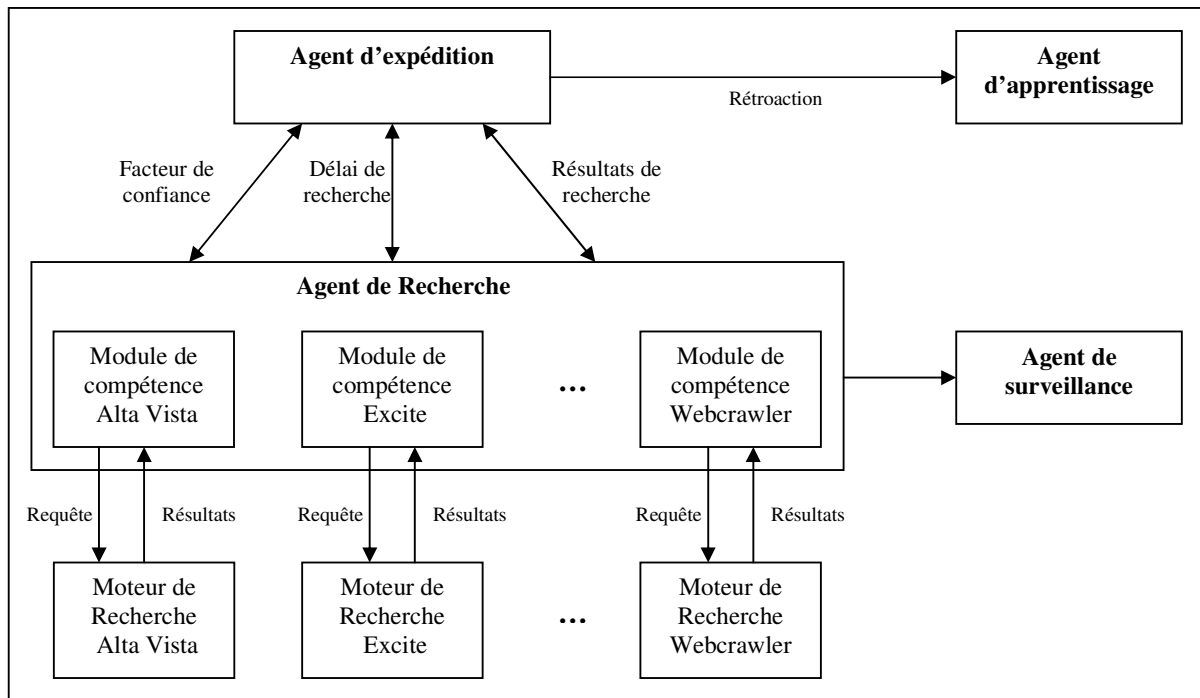 Agent d’expédition
Agent
d’apprentissage
Rétroaction
Facteur de
confiance
Délai de
recherche
Résultats de
recherche
Agent de Recherche
Module de
compétence
Alta Vista
Module de
compétence
Excite
...
Module de
compétence
Webcrawler
Agent de
surveillance
Requête
Résultats
Requête
Résultats
Requête
Résultats
Moteur de
Recherche
Alta Vista
Moteur de
Recherche
Excite
...
Moteur de
Recherche
Webcrawler